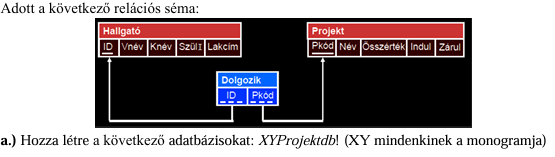 Adott a következő relációs séma:
Hallgató
ID Vnév Knév SzülI Lakcím
Projekt
Pkód Név Összérték Indul Zárul
Dolgozik
ID Pkód
a.) Hozza létre a következő adatbázisokat: XYProjektdb! (XY mindenkinek a monogramja)